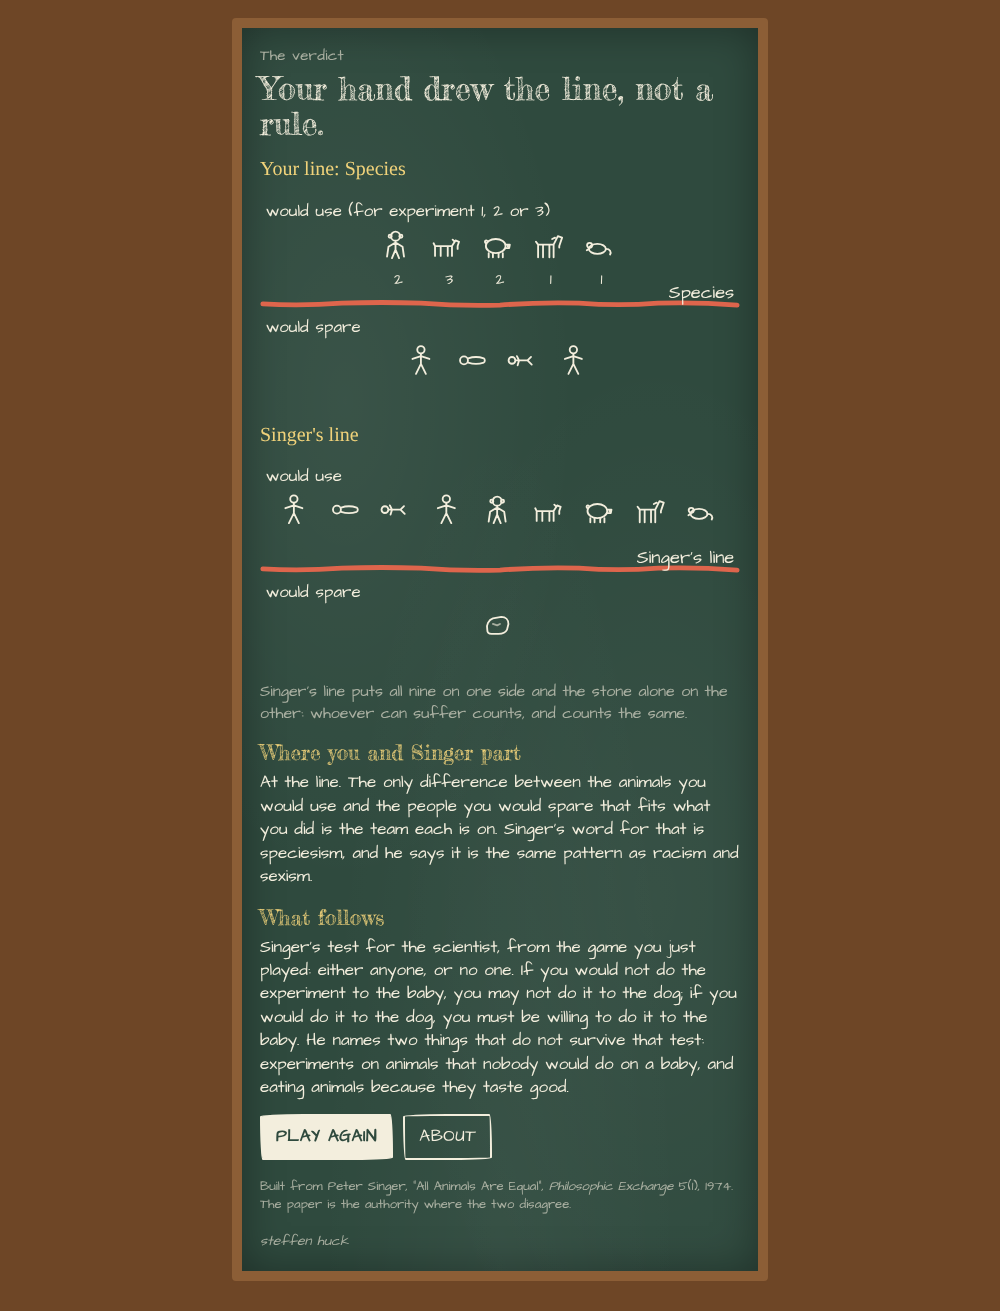 The verdict
Your hand drew the line, not a
rule.
Your line: Species
would use (for experiment 1, 2 or 3)
2 3 2 1 1
Species
would spare
Singer's line
would use
Singer's line
would spare
Singer's line puts all nine on one side and the stone alone on the
other: whoever can suffer counts, and counts the same.
Where you and Singer part
At the line. The only difference between the animals you
would use and the people you would spare that fits what
you did is the team each is on. Singer's word for that is
speciesism, and he says it is the same pattern as racism and
sexism.
What follows
Singer's test for the scientist, from the game you just
played: either anyone, or no one. If you would not do the
experiment to the baby, you may not do it to the dog; if you
would do it to the dog, you must be willing to do it to the
baby. He names two things that do not survive that test:
experiments on animals that nobody would do on a baby, and
eating animals because they taste good.
PLAY AGAIN ABOUT
Built from Peter Singer, "All Animals Are Equal", Philosophic Exchange 5(1), 1974.
The paper is the authority where the two disagree.
steffen huck